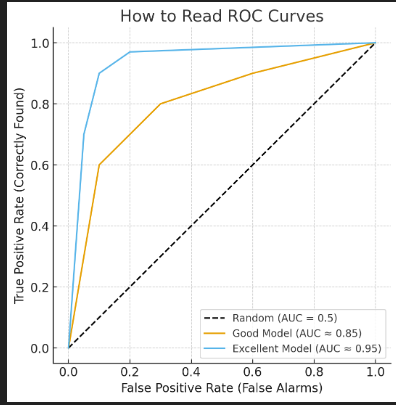 How to Read ROC Curves
True Positive Rate (Correctly Found)
1.0
0.8
0.6
0.4
0.2
0.0
Random (AUC = 0.5)
Good Model (AUC ≈ 0.85)
Excellent Model (AUC ≈ 0.95)
0.0 0.2 0.4 0.6 0.8 1.0
False Positive Rate (False Alarms)